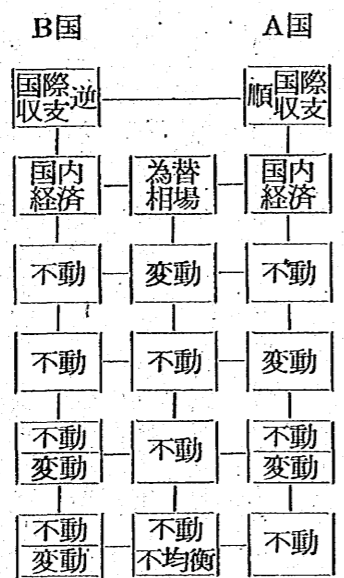 B国 A国
国際収支逆 順国際収支
国内経済 為替相場 国内経済
不動 変動 不動
不動 不動 変動
不動 不動 不動
変動 変動
不動 不動 不動
変動 不均衡